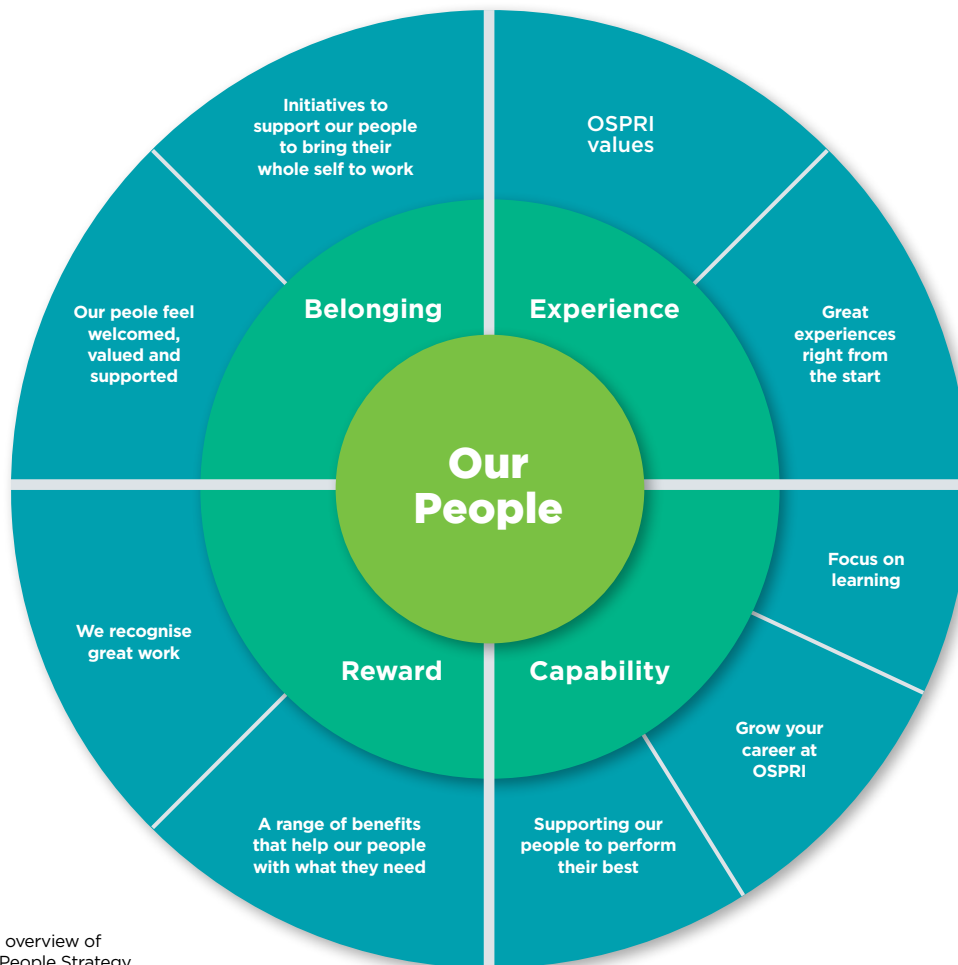 Initiatives to
support our people
to bring their
whole self to work
OSPRI
values
Our peole feel
welcomed,
valued and
supported
Belonging
Experience
Great
experiences
right from
the start
Our
People
We recognise
great work
Reward
Capability
Focus on
learning
Grow your
career at
OSPRI
A range of benefits
that help our people
with what they need
Supporting our
people to perform
their best
overview of
People Strategy